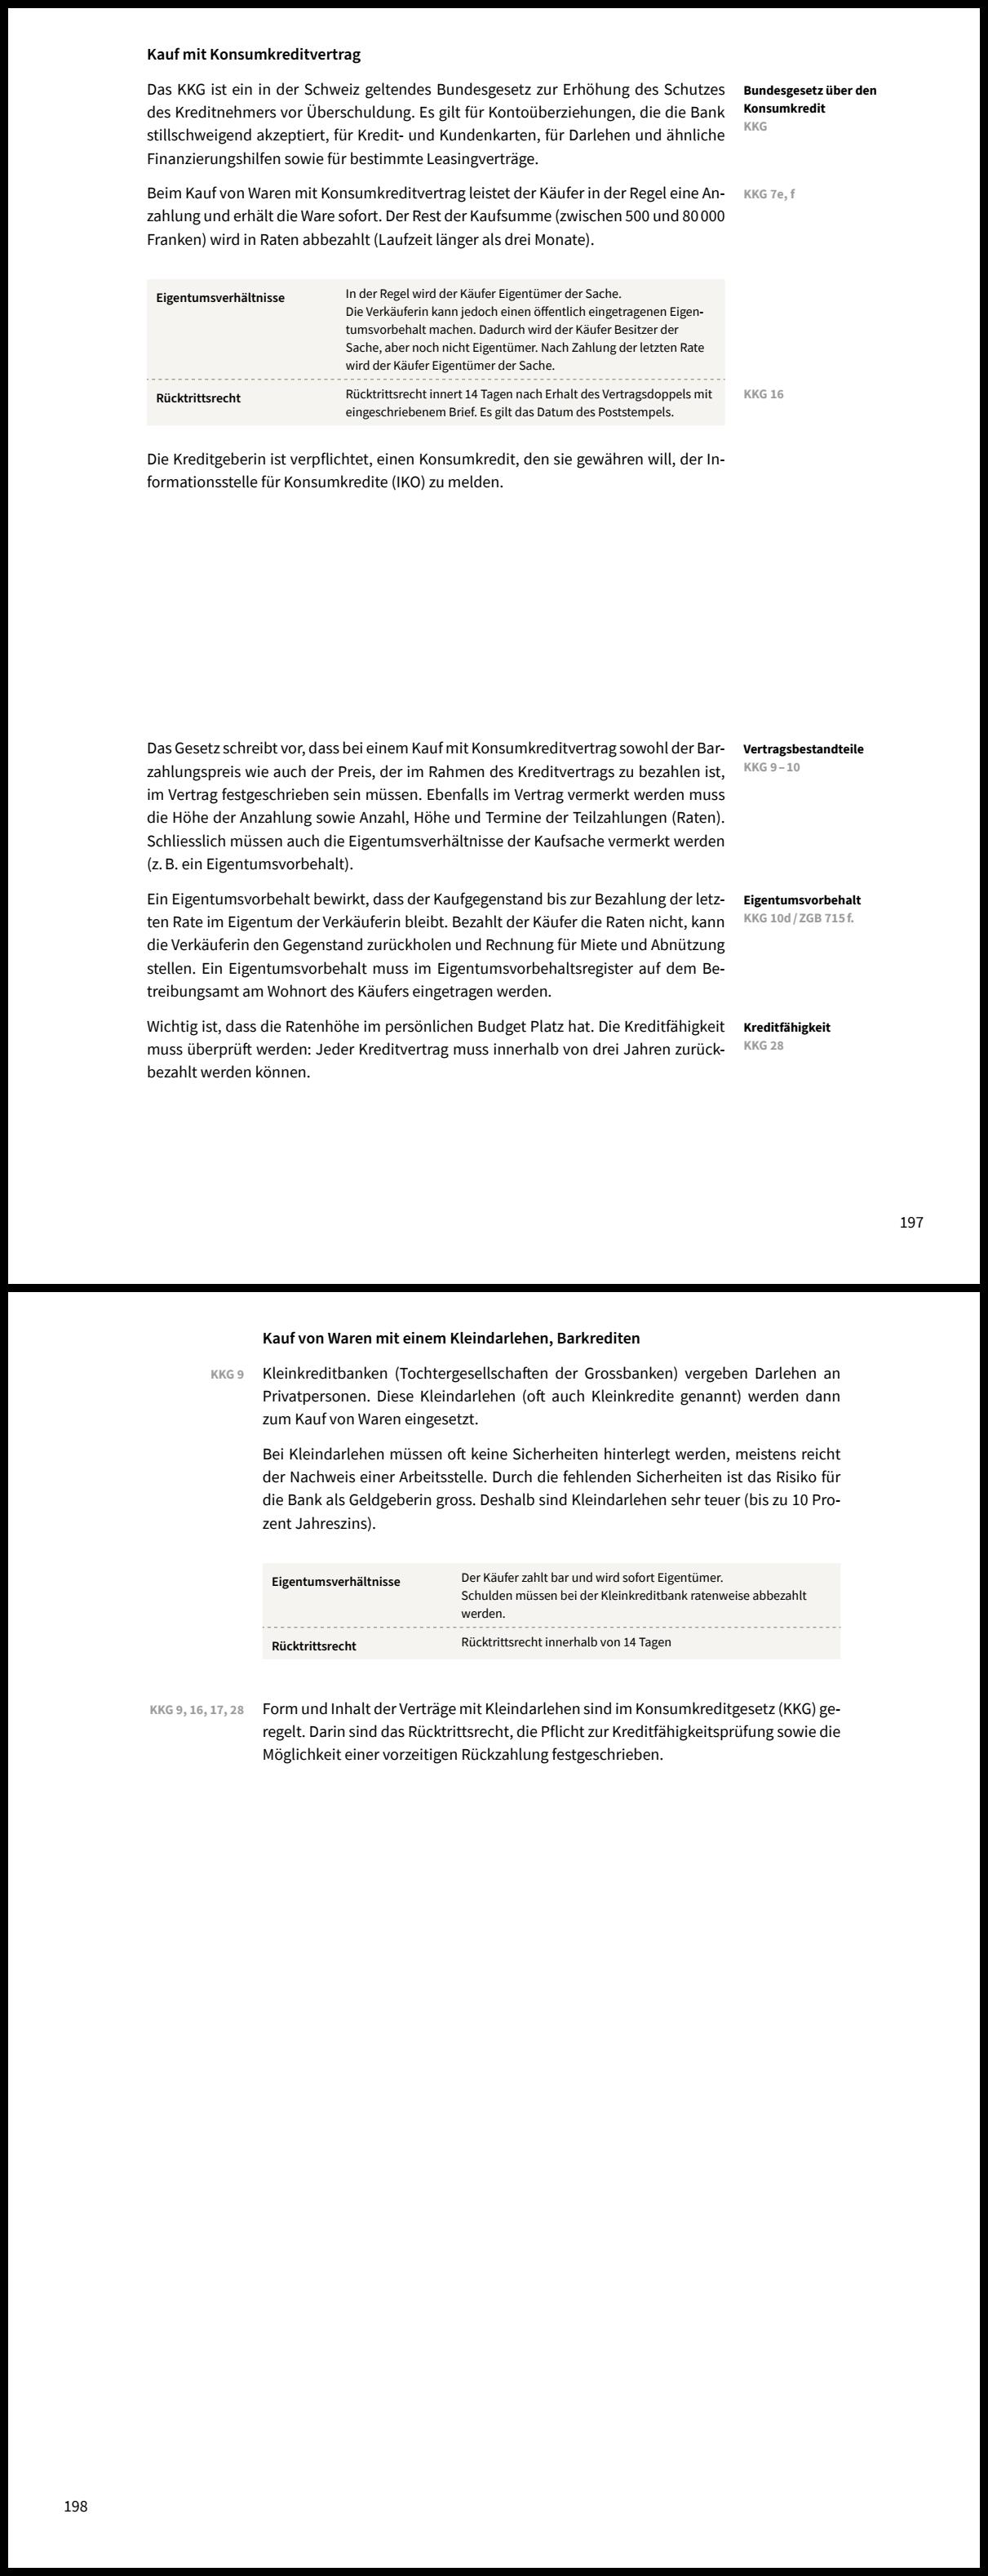 Kauf mit Konsumkreditvertrag
Das KKG ist ein in der Schweiz geltendes Bundesgesetz zur Erhöhung des Schutzes
des Kreditnehmers vor Überschuldung. Es gilt für Kontoüberziehungen, die die Bank
stillschweigend akzeptiert, für Kredit- und Kundenkarten, für Darlehen und ähnliche
Finanzierungshilfen sowie für bestimmte Leasingverträge.
Bundesgesetz über den
Konsumkredit
KKG
Beim Kauf von Waren mit Konsumkreditvertrag leistet der Käufer in der Regel eine An-
zahlung und erhält die Ware sofort. Der Rest der Kaufsumme (zwischen 500 und 80 000
Franken) wird in Raten abbezahlt (Laufzeit länger als drei Monate).
KKG 7e, f
Eigentumsverhältnisse
In der Regel wird der Käufer Eigentümer der Sache.
Die Verkäuferin kann jedoch einen öffentlich eingetragenen Eigen-
tumsvorbehalt machen. Dadurch wird der Käufer Besitzer der
Sache, aber noch nicht Eigentümer. Nach Zahlung der letzten Rate
wird der Käufer Eigentümer der Sache.
Rücktrittsrecht
Rücktrittsrecht innert 14 Tagen nach Erhalt des Vertragsdoppels mit
eingeschriebenem Brief. Es gilt das Datum des Poststempels.
KKG 16
Die Kreditgeberin ist verpflichtet, einen Konsumkredit, den sie gewähren will, der In-
formationsstelle für Konsumkredite (IKO) zu melden.
Das Gesetz schreibt vor, dass bei einem Kauf mit Konsumkreditvertrag sowohl der Bar-
zahlungspreis wie auch der Preis, der im Rahmen des Kreditvertrags zu bezahlen ist,
im Vertrag festgeschrieben sein müssen. Ebenfalls im Vertrag vermerkt werden muss
die Höhe der Anzahlung sowie Anzahl, Höhe und Termine der Teilzahlungen (Raten).
Schliesslich müssen auch die Eigentumsverhältnisse der Kaufsache vermerkt werden
(z. B. ein Eigentumsvorbehalt).
Vertragsbestandteile
KKG 9 – 10
Ein Eigentumsvorbehalt bewirkt, dass der Kaufgegenstand bis zur Bezahlung der letz-
ten Rate im Eigentum der Verkäuferin bleibt. Bezahlt der Käufer die Raten nicht, kann
die Verkäuferin den Gegenstand zurückholen und Rechnung für Miete und Abnützung
stellen. Ein Eigentumsvorbehalt muss im Eigentumsvorbehaltsregister auf dem Be-
treibungsamt am Wohnort des Käufers eingetragen werden.
Eigentumsvorbehalt
KKG 10d / ZGB 715 f.
Wichtig ist, dass die Ratenhöhe im persönlichen Budget Platz hat. Die Kreditfähigkeit
muss überprüft werden: Jeder Kreditvertrag muss innerhalb von drei Jahren zurück-
bezahlt werden können.
Kreditfähigkeit
KKG 28
197
Kauf von Waren mit einem Kleindarlehen, Barkrediten
KKG 9
Kleinkreditbanken (Tochtergesellschaften der Grossbanken) vergeben Darlehen an
Privatpersonen. Diese Kleindarlehen (oft auch Kleinkredite genannt) werden dann
zum Kauf von Waren eingesetzt.
Bei Kleindarlehen müssen oft keine Sicherheiten hinterlegt werden, meistens reicht
der Nachweis einer Arbeitsstelle. Durch die fehlenden Sicherheiten ist das Risiko für
die Bank als Geldgeberin gross. Deshalb sind Kleindarlehen sehr teuer (bis zu 10 Pro-
zent Jahreszins).
Eigentumsverhältnisse
Der Käufer zahlt bar und wird sofort Eigentümer.
Schulden müssen bei der Kleinkreditbank ratenweise abbezahlt
werden.
Rücktrittsrecht
Rücktrittsrecht innerhalb von 14 Tagen
KKG 9, 16, 17, 28
Form und Inhalt der Verträge mit Kleindarlehen sind im Konsumkreditgesetz (KKG) ge-
regelt. Darin sind das Rücktrittsrecht, die Pflicht zur Kreditfähigkeitsprüfung sowie die
Möglichkeit einer vorzeitigen Rückzahlung festgeschrieben.
198